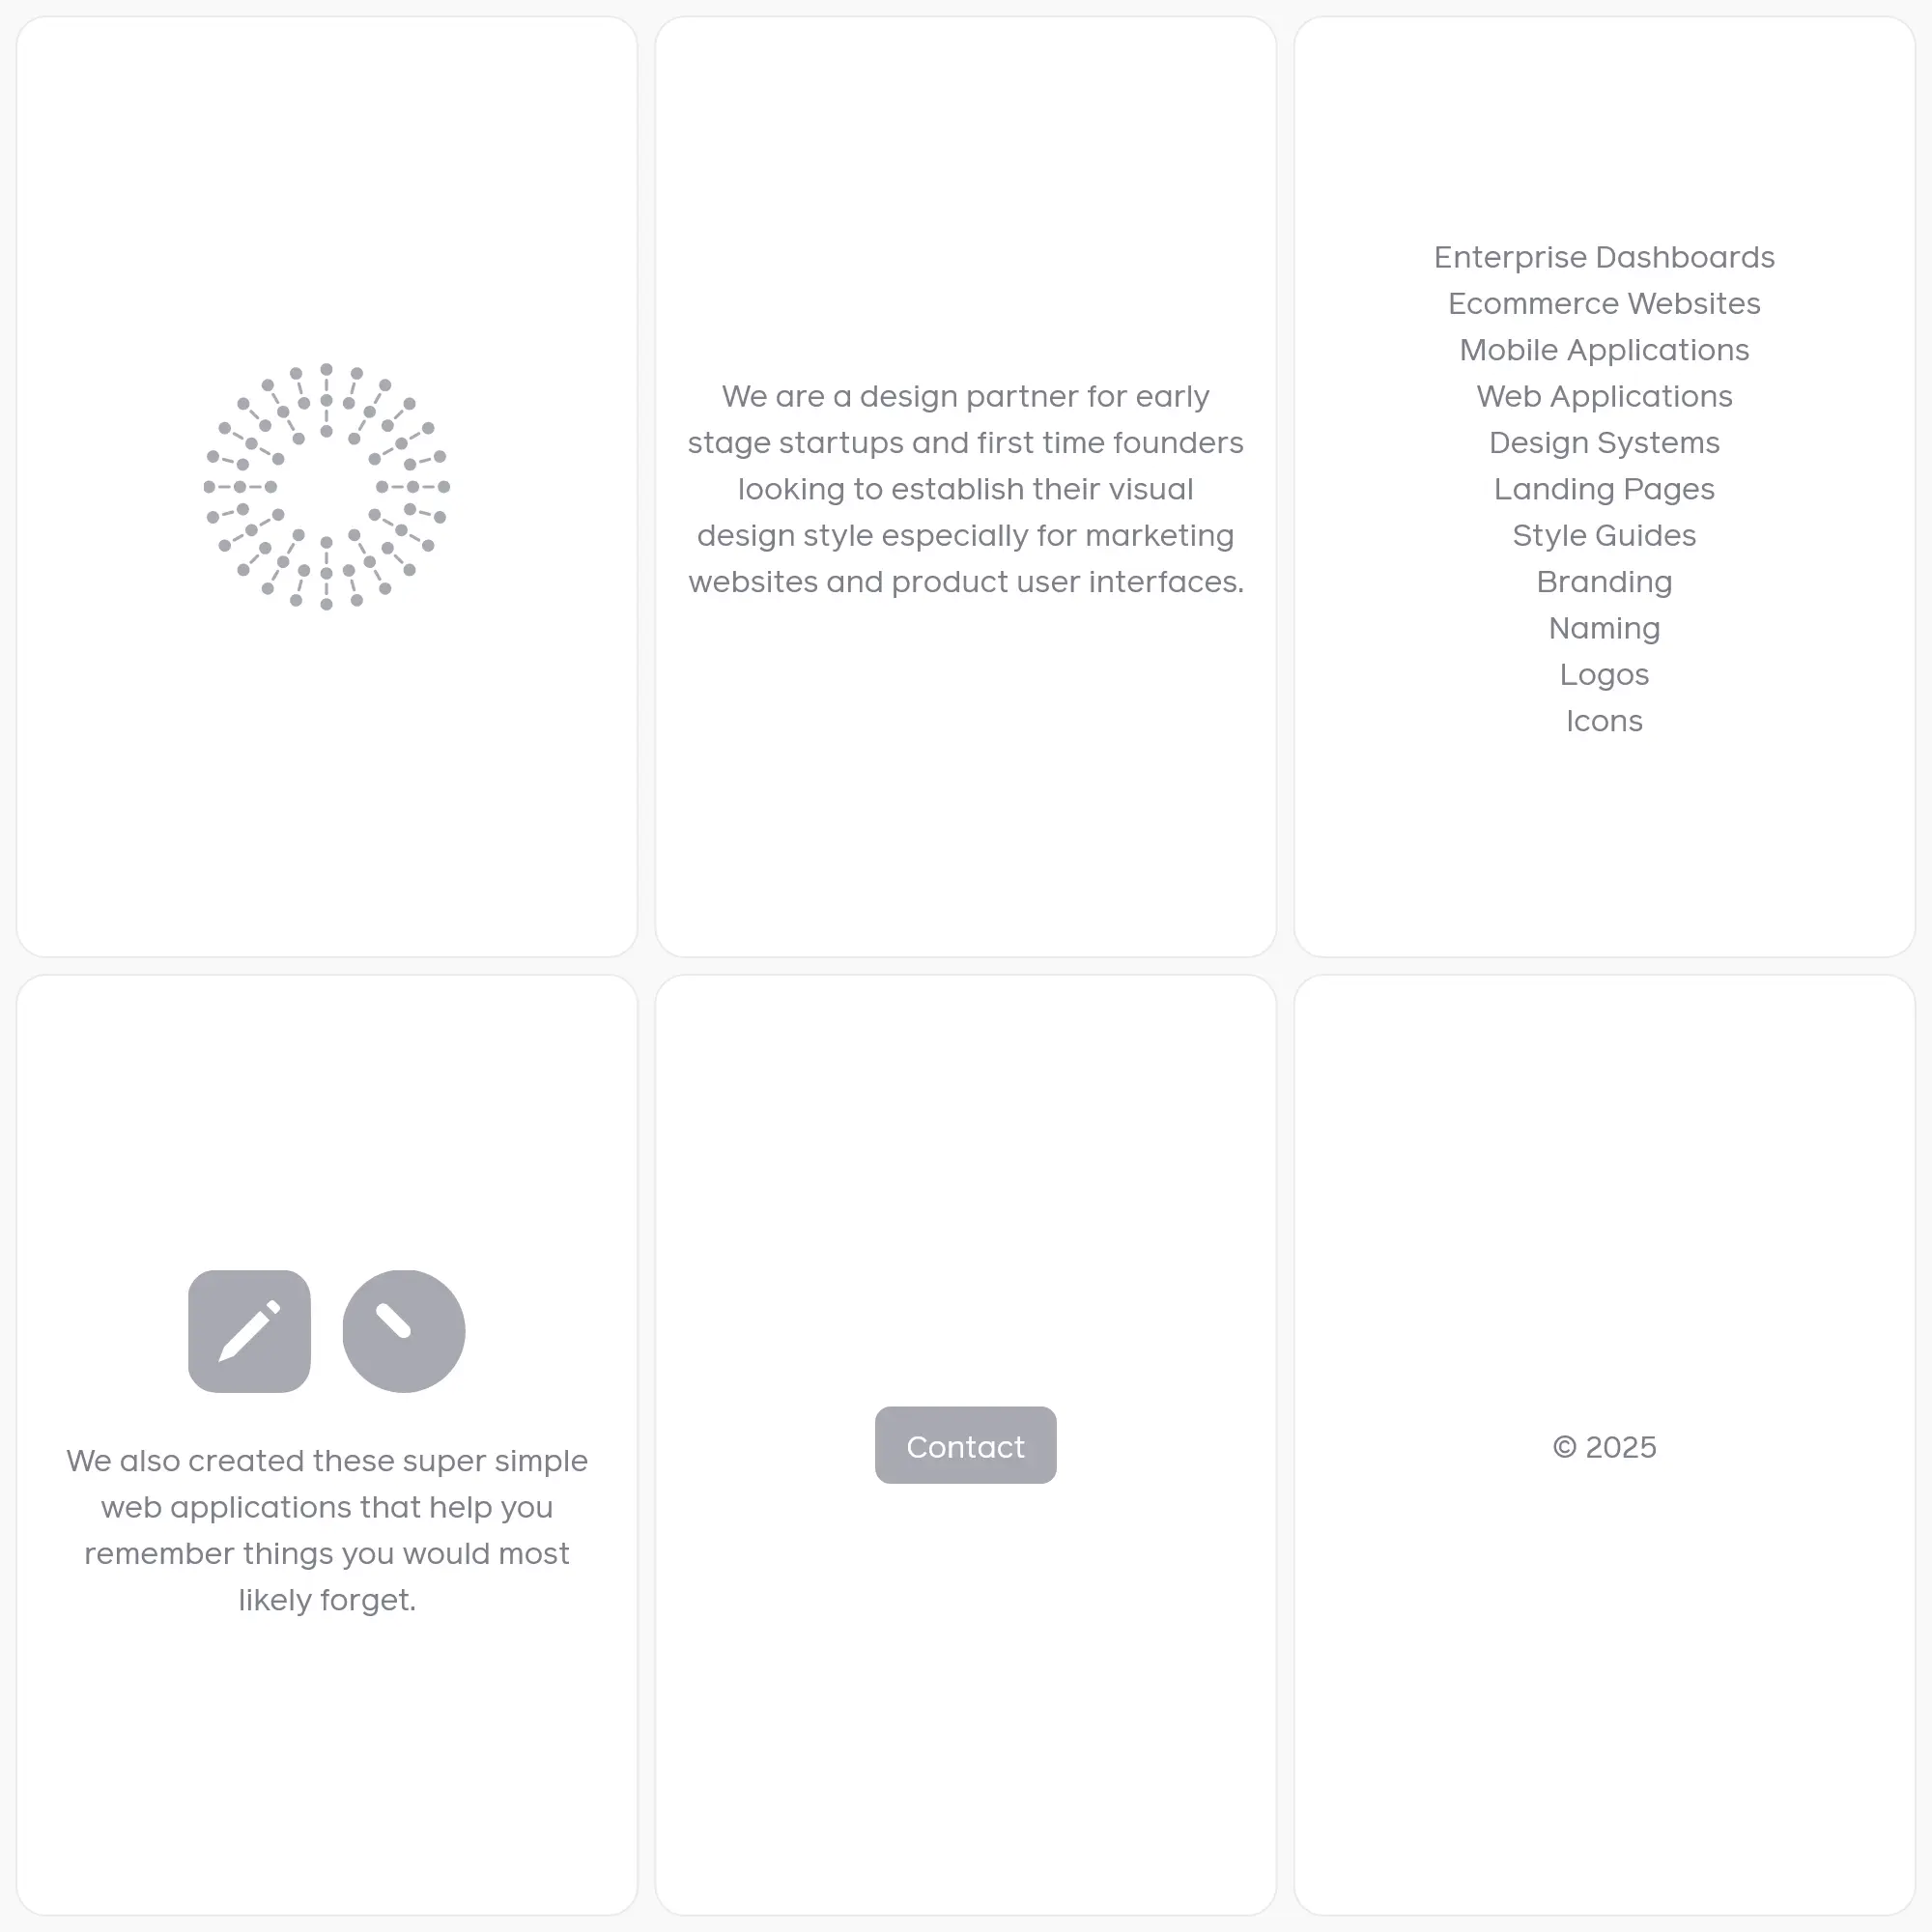 We are a design partner for early
stage startups and first time founders
looking to establish their visual
design style especially for marketing
websites and product user interfaces.
Enterprise Dashboards
Ecommerce Websites
Mobile Applications
Web Applications
Design Systems
Landing Pages
Style Guides
Branding
Naming
Logos
Icons
We also created these super simple
web applications that help you
remember things you would most
likely forget.
Contact
© 2025